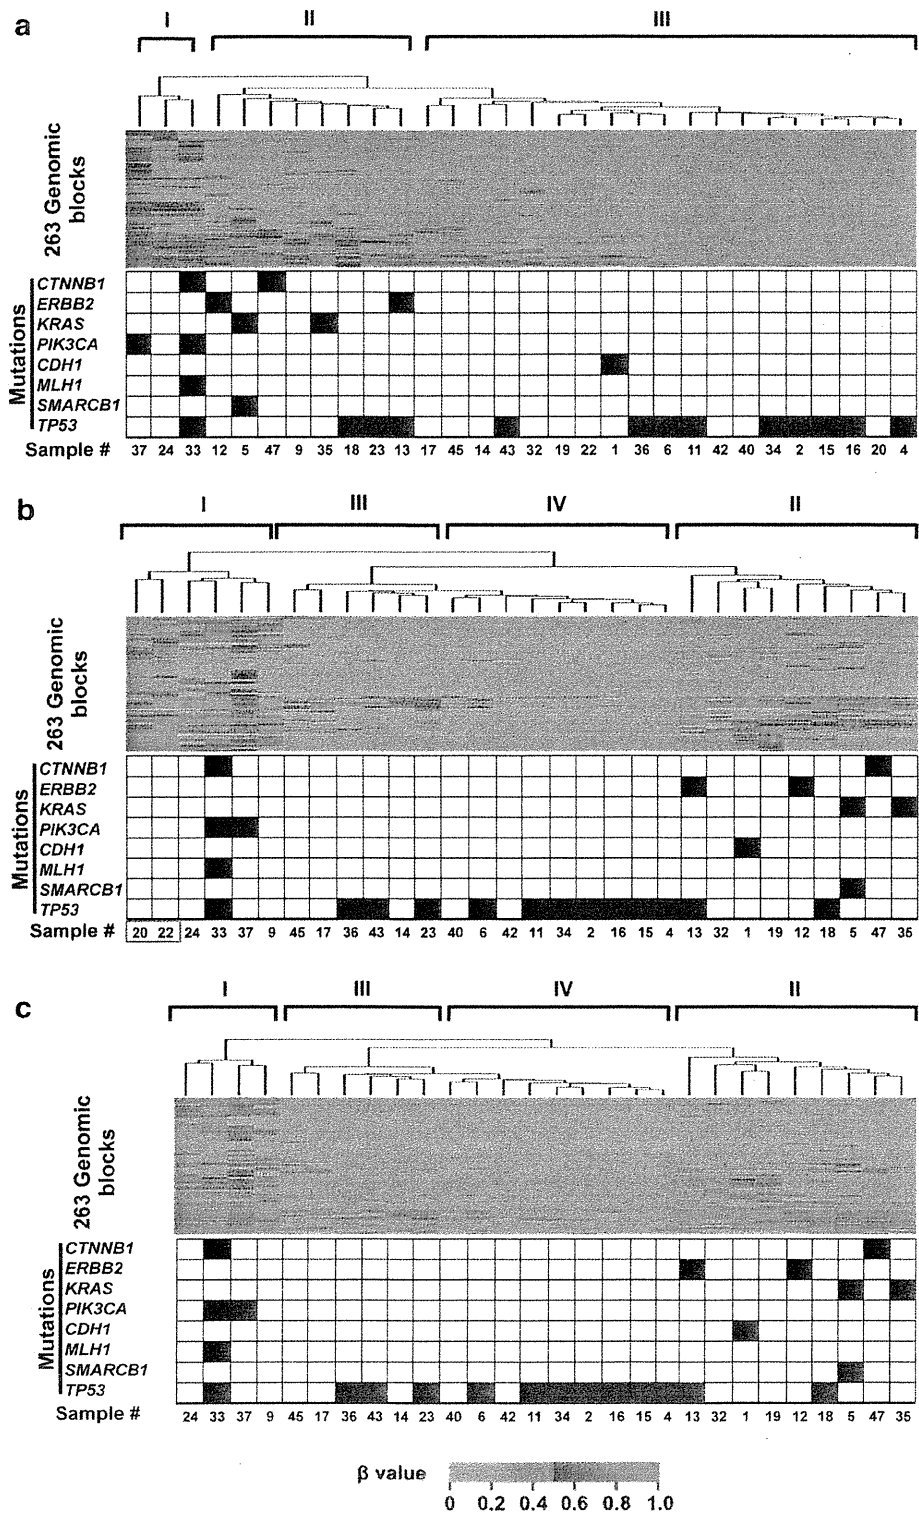 a
I II III
263 Genomic
blocks
Mutations
CTNNB1
ERBB2
KRAS
PIK3CA
CDH1
MLH1
SMARCB1
TP53
Sample #
37 24 33 12 5 47 9 35 18 23 13 17 45 14 43 32 19 22 1 36 6 11 42 40 34 2 15 16 20 4
b
I III IV II
263 Genomic
blocks
Mutations
CTNNB1
ERBB2
KRAS
PIK3CA
CDH1
MLH1
SMARCB1
TP53
Sample #
20 22 24 33 37 9 45 17 36 43 14 23 40 6 42 11 34 2 16 15 4 13 32 1 19 12 18 5 47 35
c
I III IV II
263 Genomic
blocks
Mutations
CTNNB1
ERBB2
KRAS
PIK3CA
CDH1
MLH1
SMARCB1
TP53
Sample #
24 33 37 9 45 17 36 43 14 23 40 6 42 11 34 2 16 15 4 13 32 1 19 12 18 5 47 35
β value
0 0.2 0.4 0.6 0.8 1.0